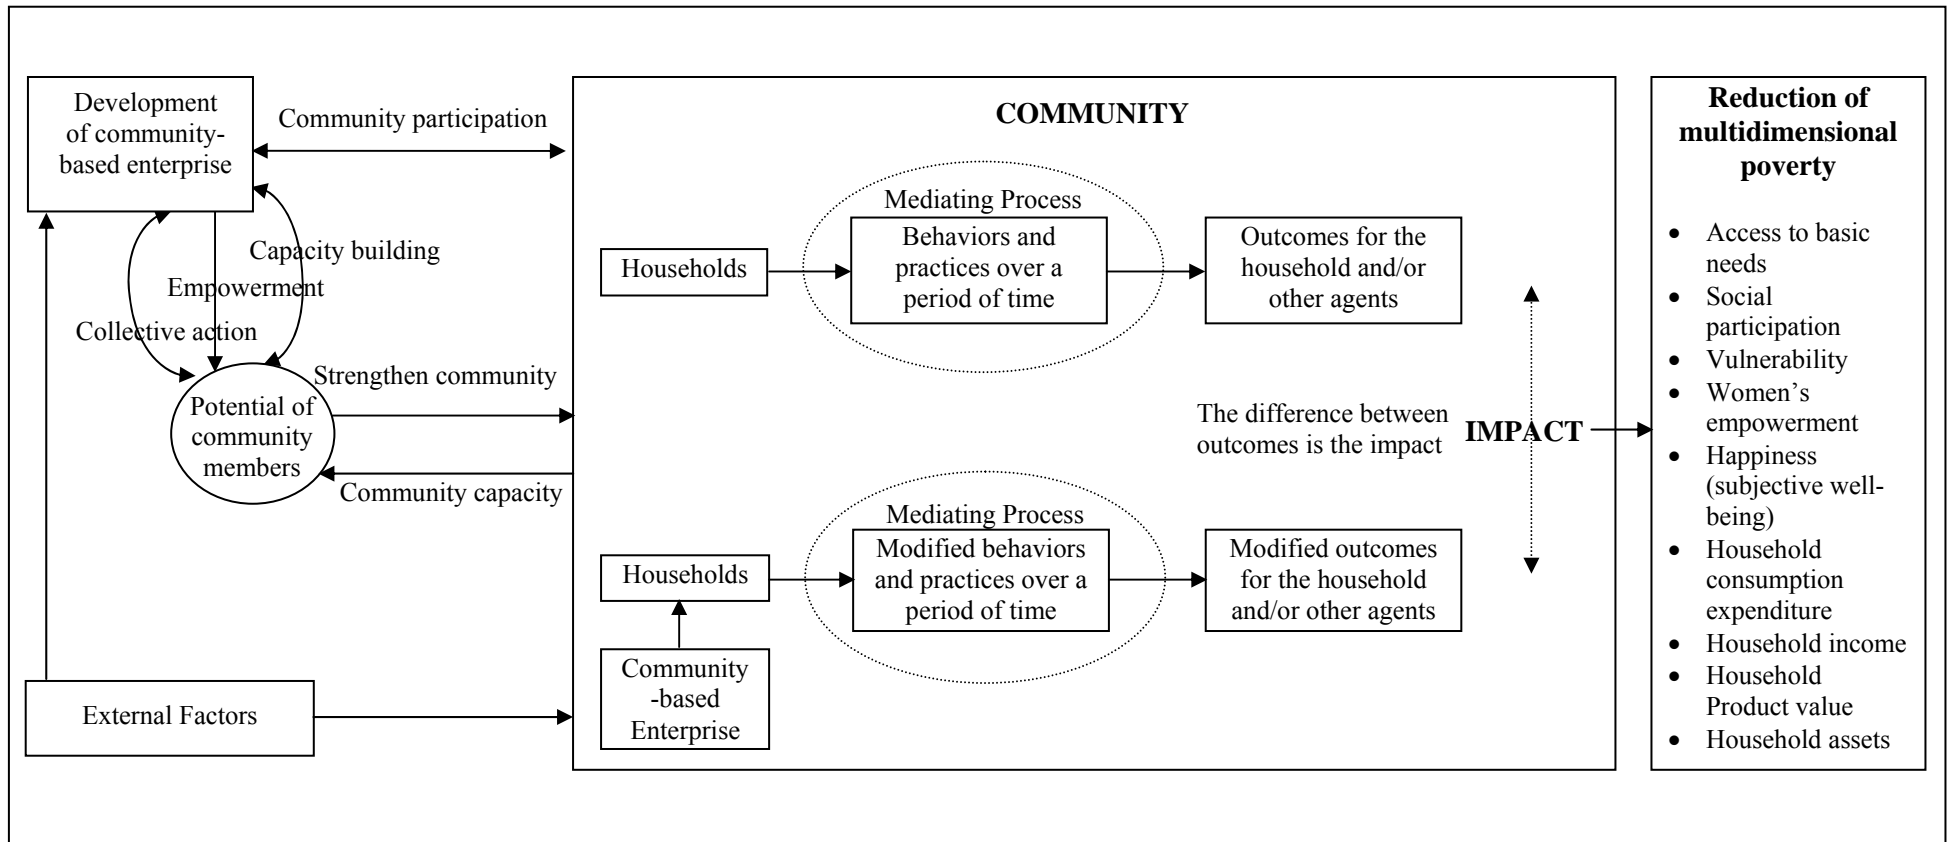 Development
of community-
based enterprise
Community participation
Capacity building
Empowerment
Collective action
Potential of
community
members
Strengthen community
Community capacity
External Factors
COMMUNITY
Mediating Process
Households
Behaviors and
practices over a
period of time
Outcomes for the
household and/or
other agents
The difference between
outcomes is the impact
IMPACT
Mediating Process
Households
Modified behaviors
and practices over a
period of time
Modified outcomes
for the household
and/or other agents
Community
-based
Enterprise
Reduction of
multidimensional
poverty
• Access to basic
needs
• Social
participation
• Vulnerability
• Women’s
empowerment
• Happiness
(subjective well-
being)
• Household
consumption
expenditure
• Household income
• Household
Product value
• Household assets